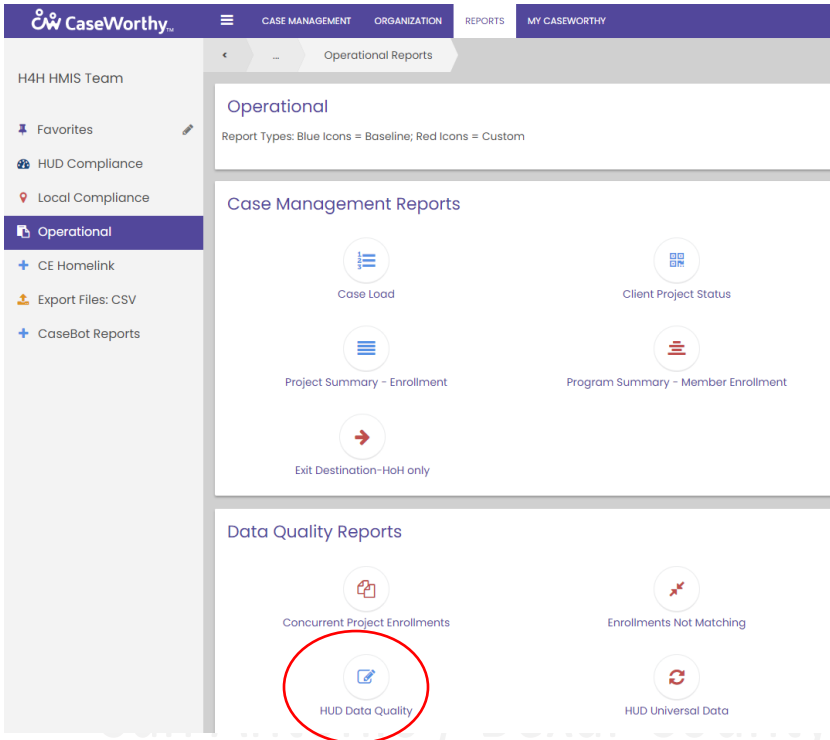 CaseWorthy™
CASE MANAGEMENT ORGANIZATION REPORTS MY CASEWORTHY
... Operational Reports
H4H HMIS Team
Favorites
HUD Compliance
Local Compliance
Operational
CE Homelink
Export Files: CSV
CaseBot Reports
Operational
Report Types: Blue Icons = Baseline; Red Icons = Custom
Case Management Reports
Case Load
Client Project Status
Project Summary - Enrollment
Program Summary - Member Enrollment
Exit Destination-HoH only
Data Quality Reports
Concurrent Project Enrollments
Enrollments Not Matching
HUD Data Quality
HUD Universal Data